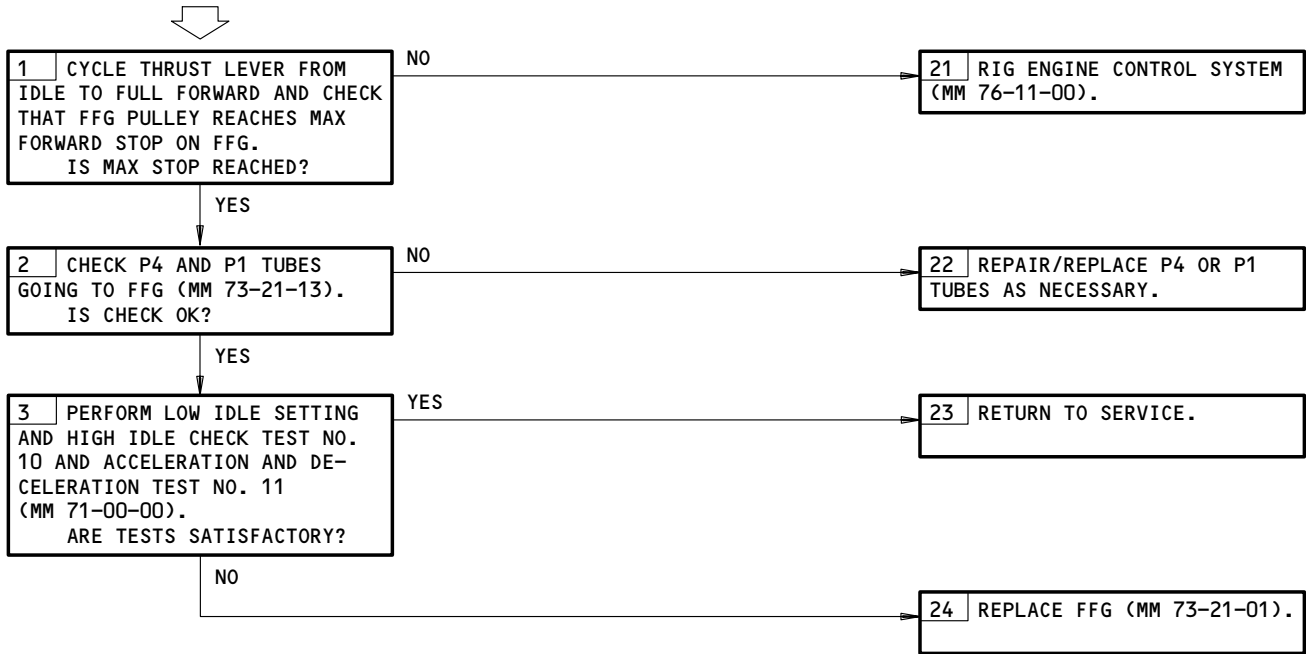 1 CYCLE THRUST LEVER FROM
IDLE TO FULL FORWARD AND CHECK
THAT FFG PULLEY REACHES MAX
FORWARD STOP ON FFG.
IS MAX STOP REACHED?
NO
21 RIG ENGINE CONTROL SYSTEM
(MM 76-11-00).
YES
2 CHECK P4 AND P1 TUBES
GOING TO FFG (MM 73-21-13).
IS CHECK OK?
NO
22 REPAIR/REPLACE P4 OR P1
TUBES AS NECESSARY.
YES
3 PERFORM LOW IDLE SETTING
AND HIGH IDLE CHECK TEST NO.
10 AND ACCELERATION AND DE-
CELERATION TEST NO. 11
(MM 71-00-00).
ARE TESTS SATISFACTORY?
YES
23 RETURN TO SERVICE.
NO
24 REPLACE FFG (MM 73-21-01).